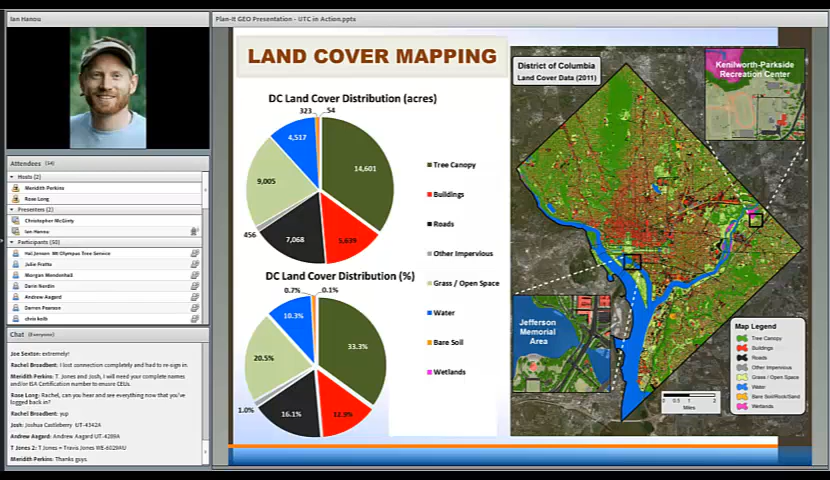 Ian Hanou
Plan-It GEO Presentation - UTC in Action.ppts
Attendees (54)
Hosts (2)
Meridith Perkins
Rose Long
Presenters (2)
Christopher McGinty
Ian Hanou
Participants (50)
Hal Jensen: Mt Olympus Tree Service
Julie Fratto
Morgan Mendenhall
Darin Nordin
Andrew Aagard
Darren Pearson
chris kolb
Chat (Everyone)
Joe Sexton: extremely!
Rachel Broadbent: I lost connection completely and had to re-sign in
Meridith Perkins: T. Jones and Josh, I will need your complete names
and/or ISA Certification number to ensure CEUs.
Rose Long: Rachel, can you hear and see everything now that you've
logged back in?
Rachel Broadbent: yup
Josh: Joshua Castleberry UT-4342A
Andrew Aagard: Andrew Aagard UT-4289A
T Jones 2: T Jones = Travis Jones WE-6029AU
Meridith Perkins: Thanks guys.
LAND COVER MAPPING
DC Land Cover Distribution (acres)
323
54
4,517
14,601
9,005
456
7,068
5,639
DC Land Cover Distribution (%)
0.7%
0.1%
10.3%
33.3%
20.5%
1.0%
16.1%
12.9%
Tree Canopy
Buildings
Roads
Other Impervious
Grass / Open Space
Water
Bare Soil
Wetlands
District of Columbia
Land Cover Data (2011)
Kenilworth-Parkside
Recreation Center
Jefferson
Memorial
Area
Map Legend
Tree Canopy
Buildings
Roads
Other Impervious
Grass / Open Space
Water
Bare Soil/Rock/Sand
Wetlands
0 0.5 1 2
Miles